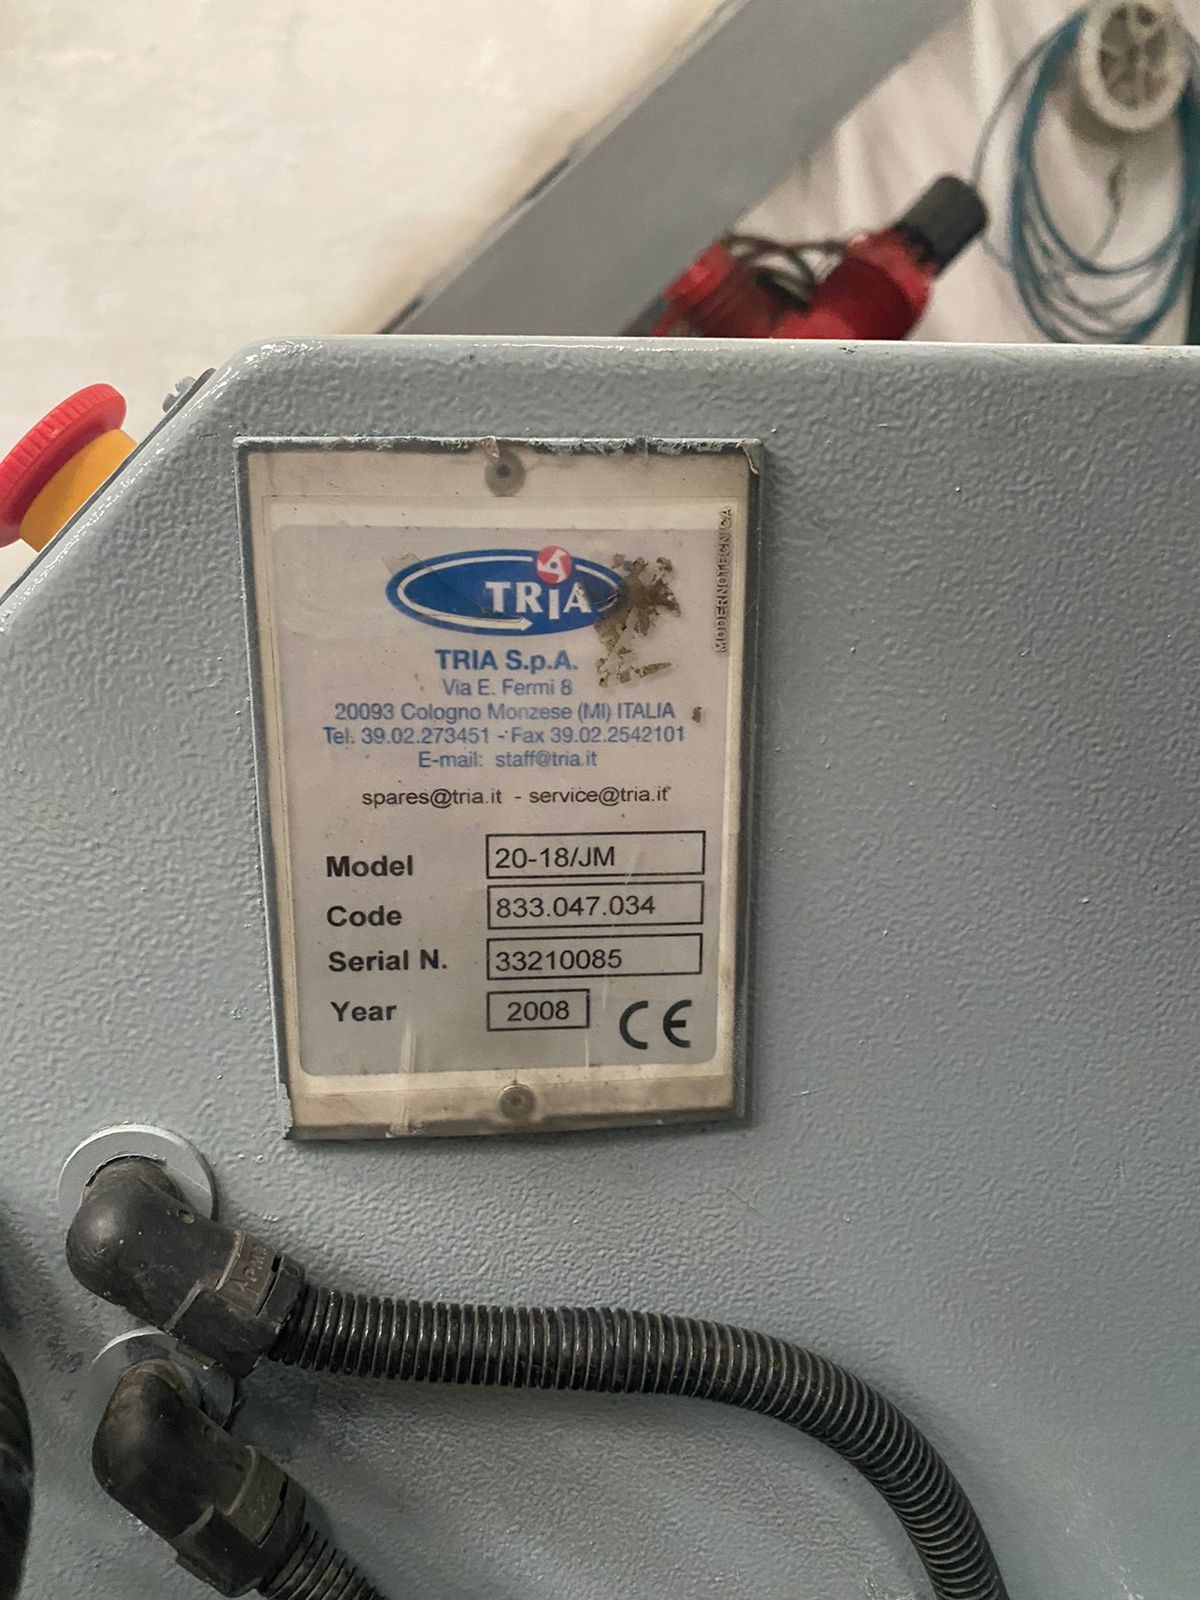 TRIA
MODERNOTECNICA
TRIA S.p.A.
Via E. Fermi 8
20093 Cologno Monzese (MI) ITALIA
Tel. 39.02.273451 - Fax 39.02.2542101
E-mail: staff@tria.it
spares@tria.it - service@tria.it
Model 20-18/JM
Code 833.047.034
Serial N. 33210085
Year 2008 CE